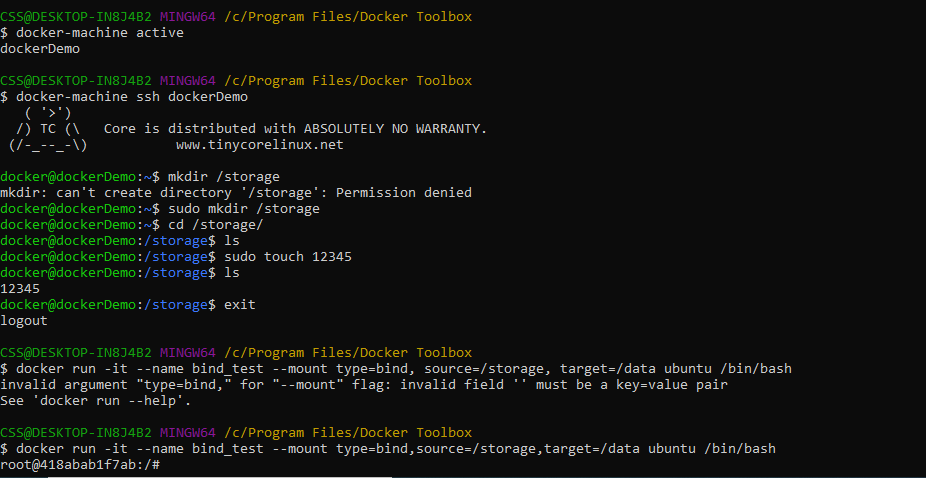 CSS@DESKTOP-IN8J4B2 MINGW64 /c/Program Files/Docker Toolbox
$ docker-machine active
dockerDemo
CSS@DESKTOP-IN8J4B2 MINGW64 /c/Program Files/Docker Toolbox
$ docker-machine ssh dockerDemo
   ( '>')
  /) TC (\   Core is distributed with ABSOLUTELY NO WARRANTY.
 (/-_--_-\)           www.tinycorelinux.net
docker@dockerDemo:~$ mkdir /storage
mkdir: can't create directory '/storage': Permission denied
docker@dockerDemo:~$ sudo mkdir /storage
docker@dockerDemo:~$ cd /storage/
docker@dockerDemo:/storage$ ls
docker@dockerDemo:/storage$ sudo touch 12345
docker@dockerDemo:/storage$ ls
12345
docker@dockerDemo:/storage$ exit
logout
CSS@DESKTOP-IN8J4B2 MINGW64 /c/Program Files/Docker Toolbox
$ docker run -it --name bind_test --mount type=bind, source=/storage, target=/data ubuntu /bin/bash
invalid argument "type=bind," for "--mount" flag: invalid field '' must be a key=value pair
See 'docker run --help'.
CSS@DESKTOP-IN8J4B2 MINGW64 /c/Program Files/Docker Toolbox
$ docker run -it --name bind_test --mount type=bind,source=/storage,target=/data ubuntu /bin/bash
root@418abab1f7ab:/#